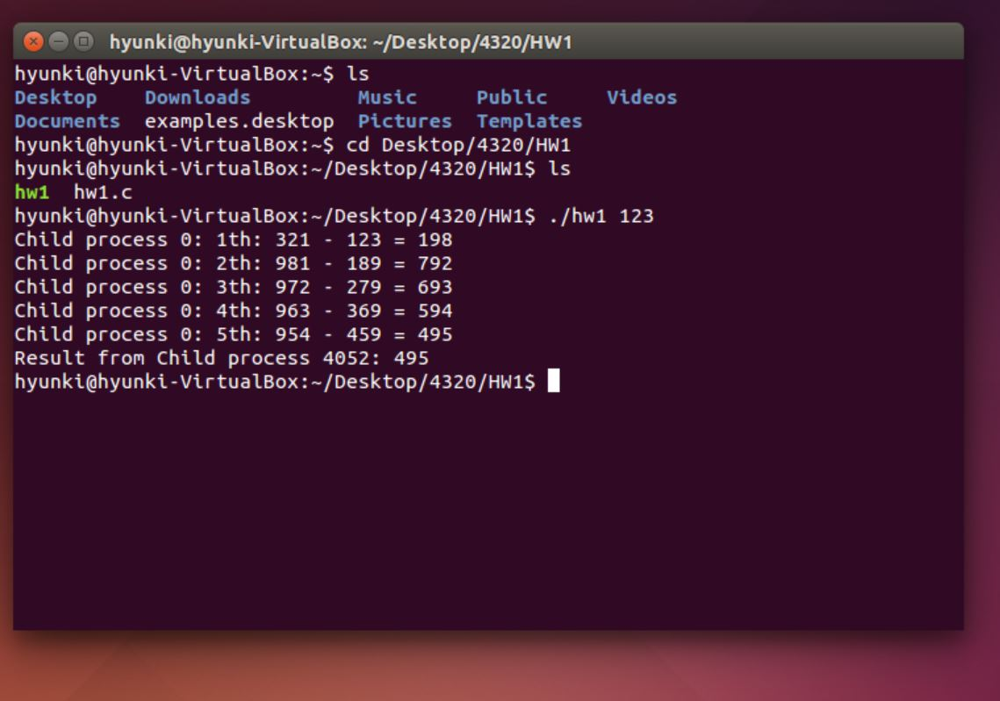 hyunki@hyunki-VirtualBox: ~/Desktop/4320/HW1
hyunki@hyunki-VirtualBox:~$ ls
Desktop    Downloads         Music     Public     Videos
Documents  examples.desktop  Pictures  Templates
hyunki@hyunki-VirtualBox:~$ cd Desktop/4320/HW1
hyunki@hyunki-VirtualBox:~/Desktop/4320/HW1$ ls
hw1  hw1.c
hyunki@hyunki-VirtualBox:~/Desktop/4320/HW1$ ./hw1 123
Child process 0: 1th: 321 - 123 = 198
Child process 0: 2th: 981 - 189 = 792
Child process 0: 3th: 972 - 279 = 693
Child process 0: 4th: 963 - 369 = 594
Child process 0: 5th: 954 - 459 = 495
Result from Child process 4052: 495
hyunki@hyunki-VirtualBox:~/Desktop/4320/HW1$